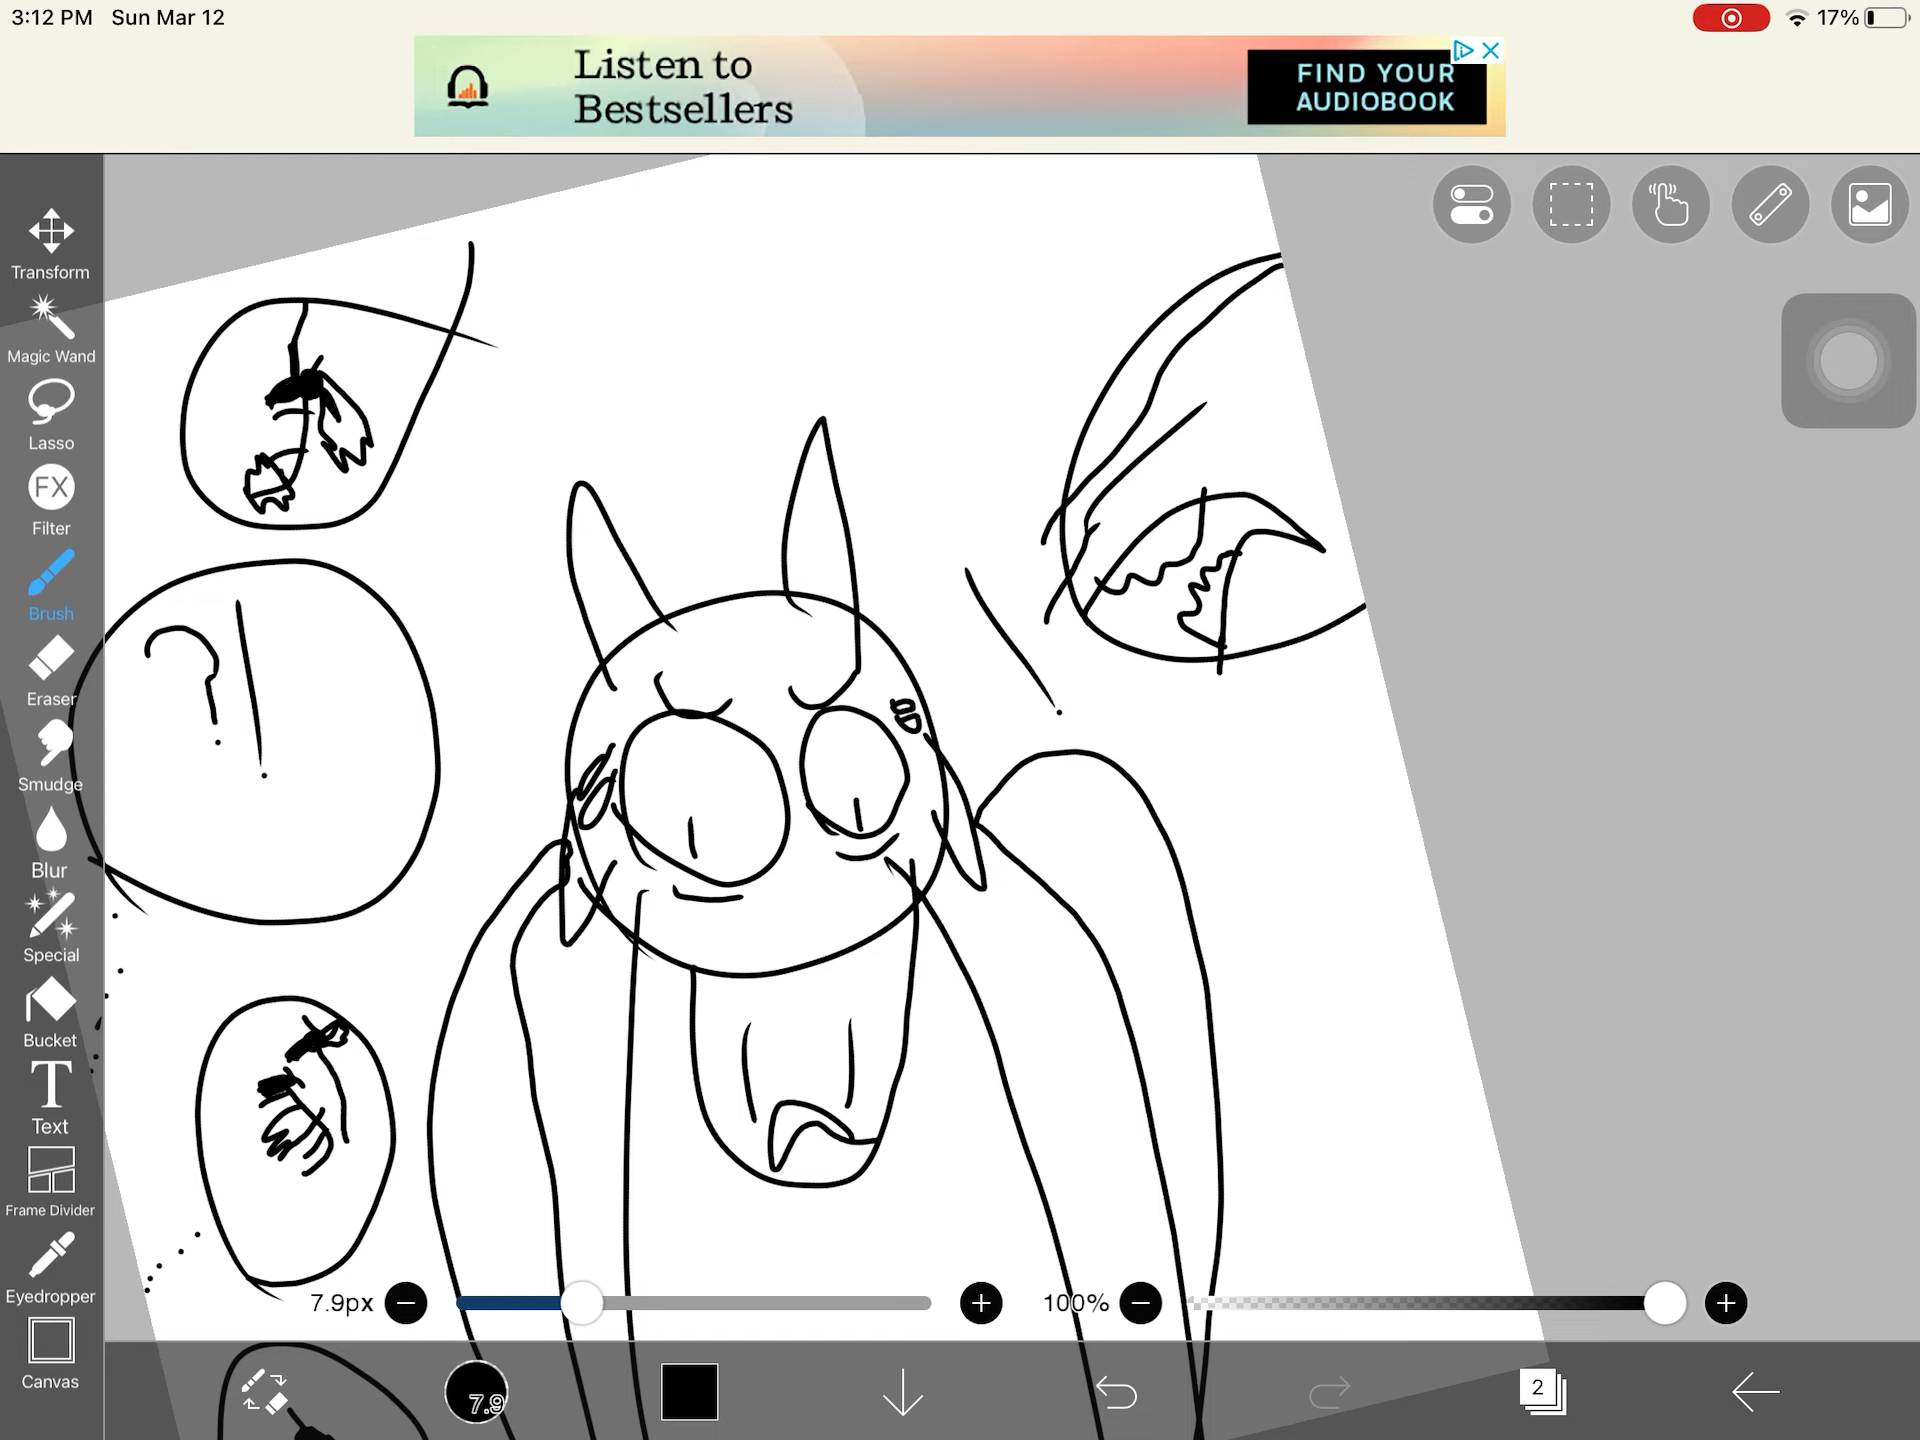 3:12 PM Sun Mar 12
17%
Listen to
Bestsellers
FIND YOUR
AUDIOBOOK
Transform
Magic Wand
Lasso
FX
Filter
Brush
Eraser
Smudge
Blur
Special
Bucket
T
Text
Frame Divider
Eyedropper
Canvas
7.9px
100%
7.9
2